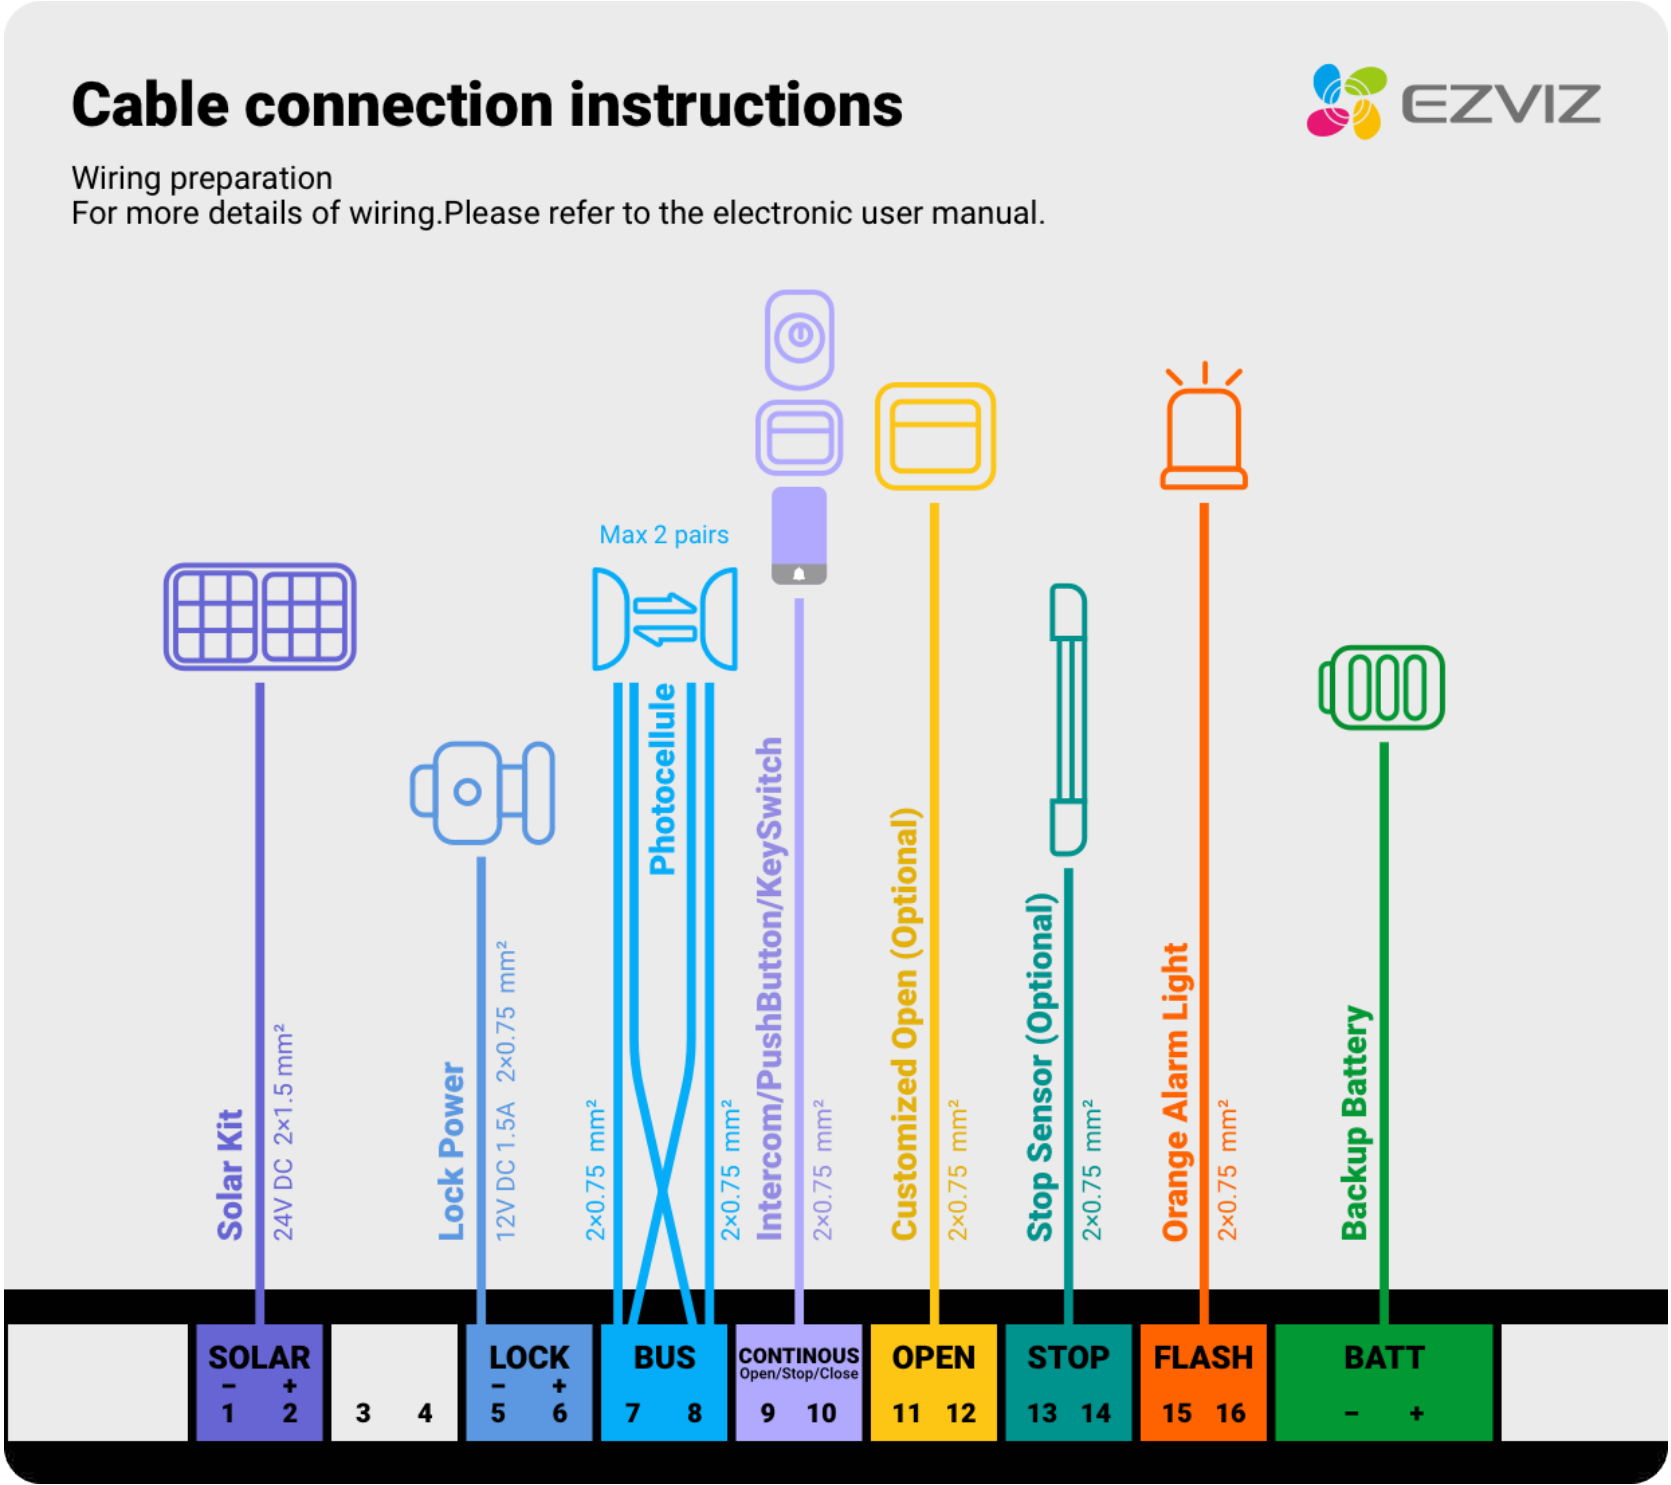 Cable connection instructions
EZVIZ
Wiring preparation
For more details of wiring.Please refer to the electronic user manual.
Max 2 pairs
Solar Kit
24V DC 2×1.5 mm²
Lock Power
12V DC 1.5A 2×0.75 mm²
2×0.75 mm²
Photocellule
2×0.75 mm²
Intercom/PushButton/KeySwitch
2×0.75 mm²
Customized Open (Optional)
2×0.75 mm²
Stop Sensor (Optional)
2×0.75 mm²
Orange Alarm Light
2×0.75 mm²
Backup Battery
SOLAR
− +
1 2
3 4
LOCK
− +
5 6
BUS
7 8
CONTINOUS
Open/Stop/Close
9 10
OPEN
11 12
STOP
13 14
FLASH
15 16
BATT
− +